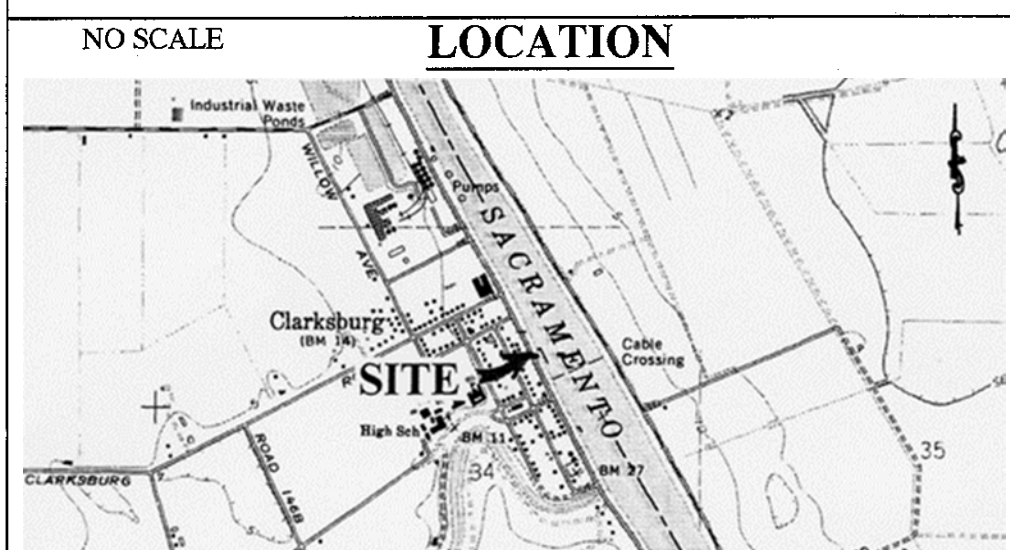 NO SCALE
LOCATION
Industrial Waste
Ponds
WILLOW
AVE
Pumps
SACRAMENTO
Clarksburg
(BM 14)
Cable
Crossing
SITE
High Sch
BM 11
ROAD
146B
34
35
BM 27
CLARKSBURG